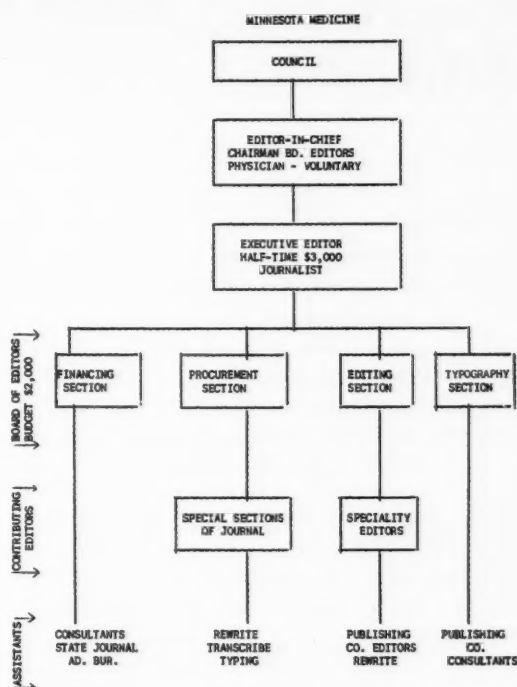 MINNESOTA MEDICINE
COUNCIL
EDITOR-IN-CHIEF
CHAIRMAN BD. EDITORS
PHYSICIAN - VOLUNTARY
EXECUTIVE EDITOR
HALF-TIME $3,000
JOURNALIST
BOARD OF EDITORS
BUDGET $2,000
FINANCING
SECTION
PROCUREMENT
SECTION
EDITING
SECTION
TYPOGRAPHY
SECTION
CONTRIBUTING
EDITORS
SPECIAL SECTIONS
OF JOURNAL
SPECIALITY
EDITORS
ASSISTANTS
CONSULTANTS
STATE JOURNAL
AD. BUR.
REWRITE
TRANSCRIBE
TYPING
PUBLISHING
CO. EDITORS
REWRITE
PUBLISHING
CO.
CONSULTANTS